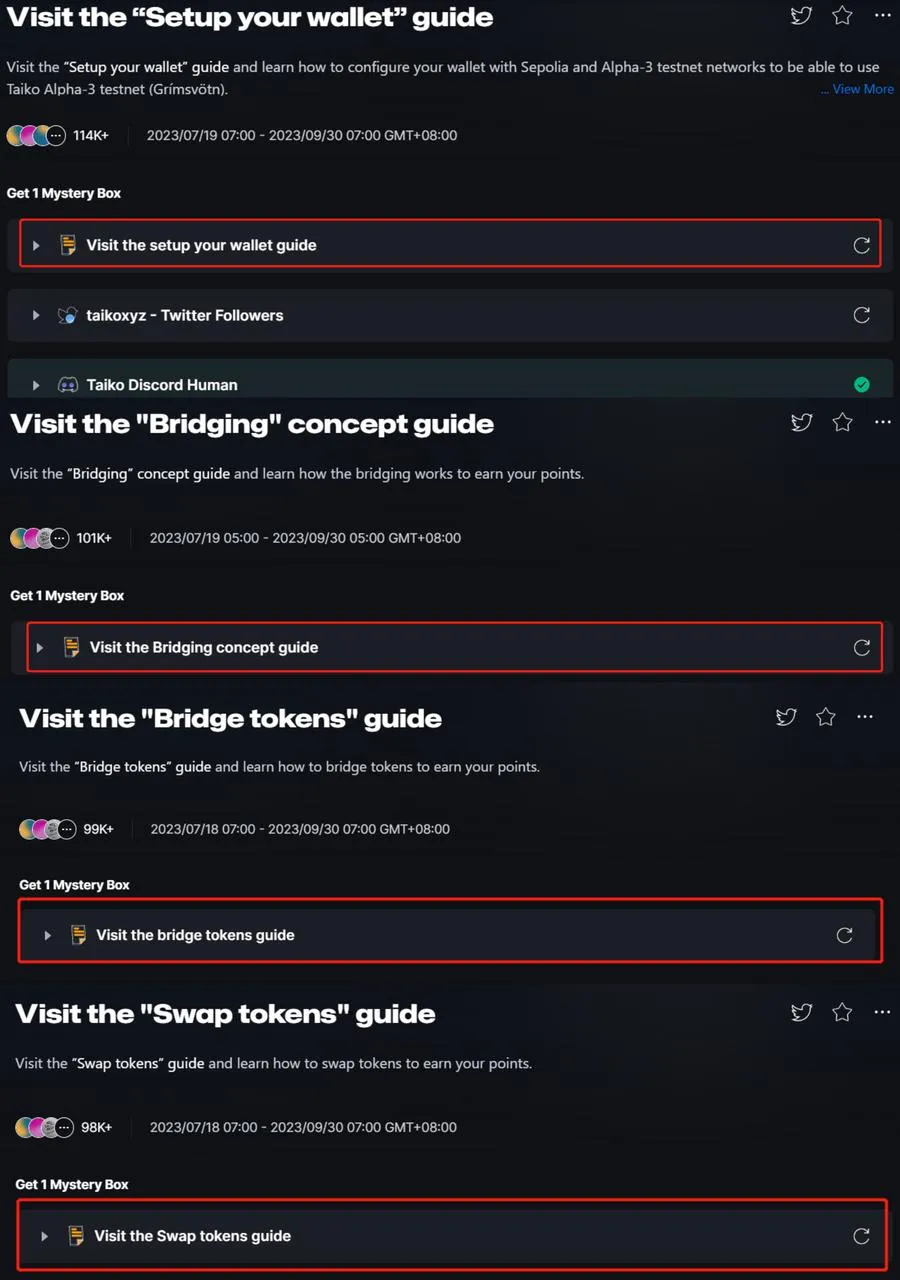 Visit the “Setup your wallet” guide
Visit the “Setup your wallet” guide and learn how to configure your wallet with Sepolia and Alpha-3 testnet networks to be able to use
Taiko Alpha-3 testnet (Grímsvötn).
... View More
114K+
2023/07/19 07:00 - 2023/09/30 07:00 GMT+08:00
Get 1 Mystery Box
Visit the setup your wallet guide
taikoxyz - Twitter Followers
Taiko Discord Human
Visit the "Bridging" concept guide
Visit the “Bridging” concept guide and learn how the bridging works to earn your points.
101K+
2023/07/19 05:00 - 2023/09/30 05:00 GMT+08:00
Get 1 Mystery Box
Visit the Bridging concept guide
Visit the "Bridge tokens" guide
Visit the “Bridge tokens” guide and learn how to bridge tokens to earn your points.
99K+
2023/07/18 07:00 - 2023/09/30 07:00 GMT+08:00
Get 1 Mystery Box
Visit the bridge tokens guide
Visit the "Swap tokens" guide
Visit the “Swap tokens” guide and learn how to swap tokens to earn your points.
98K+
2023/07/18 07:00 - 2023/09/30 07:00 GMT+08:00
Get 1 Mystery Box
Visit the Swap tokens guide